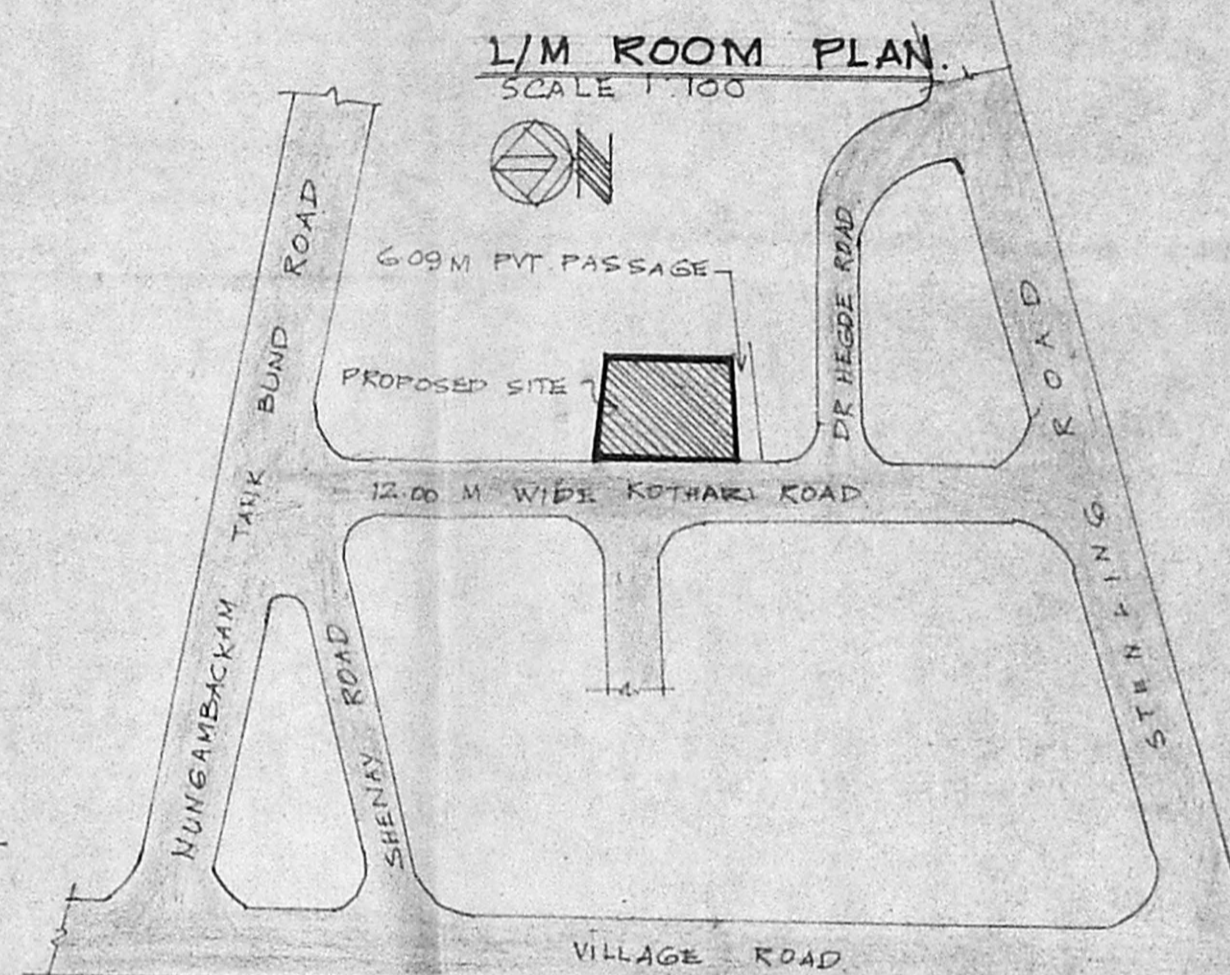 L/M ROOM PLAN.
SCALE 1:100
N
6.09M PVT. PASSAGE
PROPOSED SITE
NUNGAMBACKAM TANK BUND ROAD
DR HEGDE ROAD
12.00 M WIDE KOTHARI ROAD
SHENAY ROAD
STERLING ROAD
VILLAGE ROAD